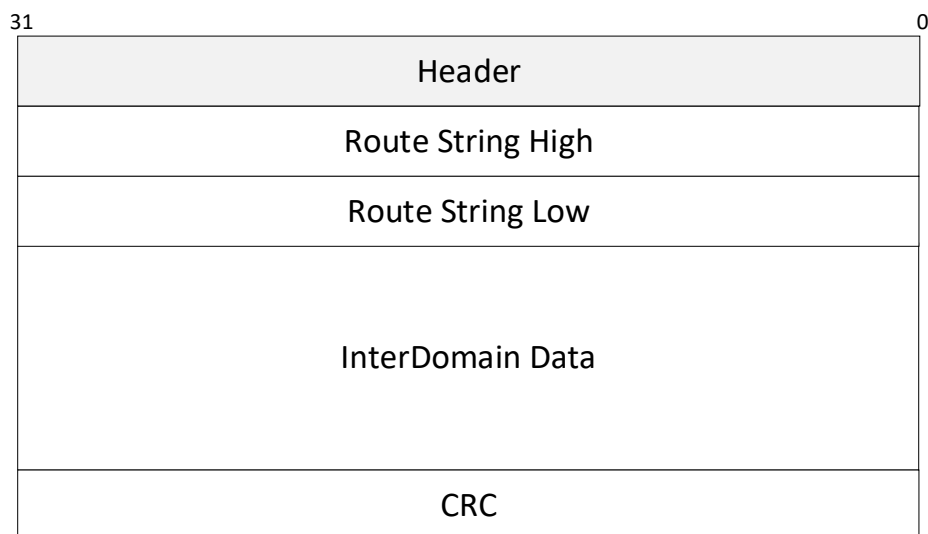 31 0
Header
Route String High
Route String Low
InterDomain Data
CRC